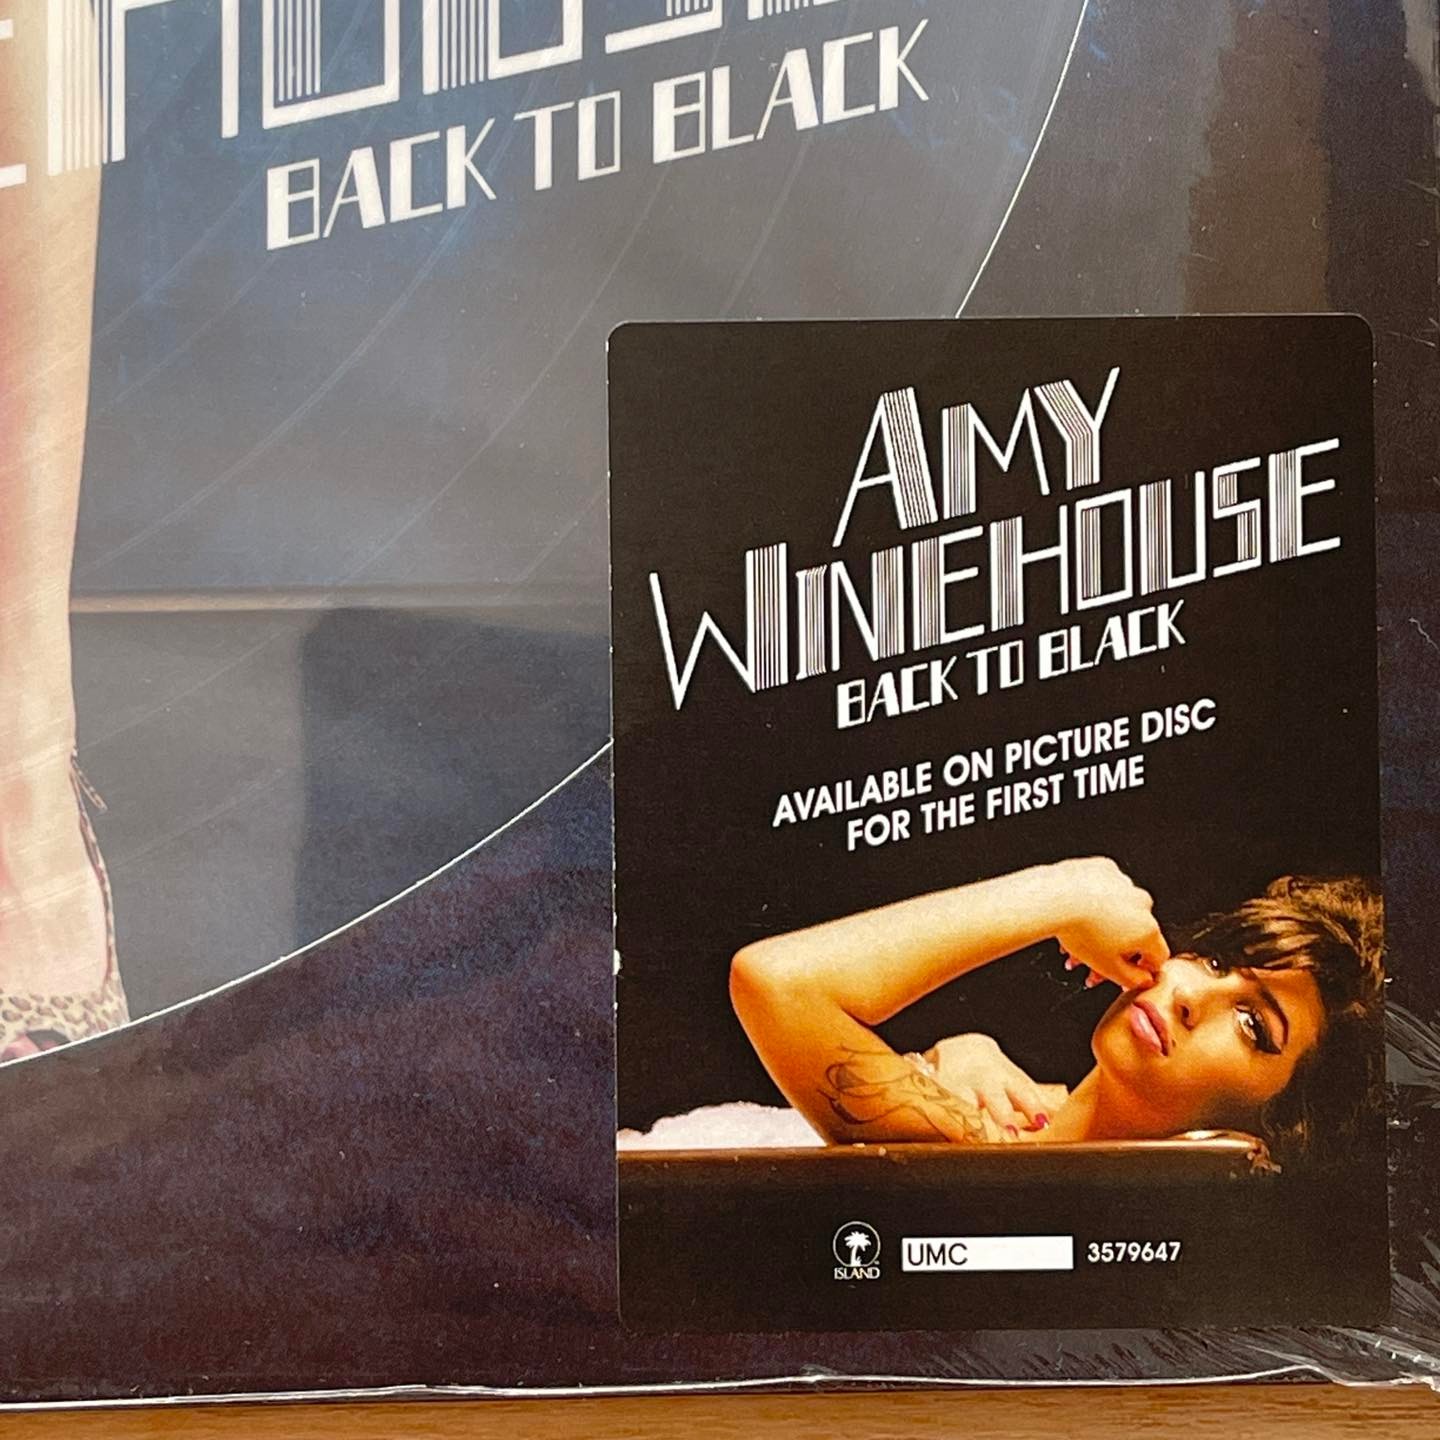 EHOUSE
BACK TO BLACK
AMY
WINEHOUSE
BACK TO BLACK
AVAILABLE ON PICTURE DISC
FOR THE FIRST TIME
ISLAND
UMC
3579647